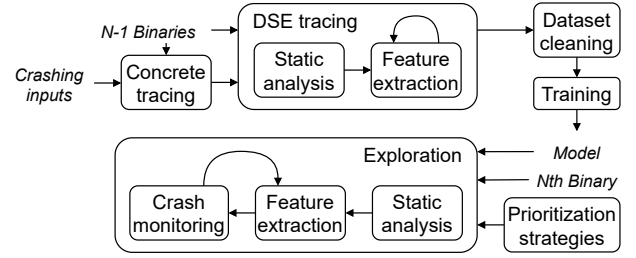 N-1 Binaries
DSE tracing
Dataset
cleaning
Static
analysis
Feature
extraction
Crashing
inputs
Concrete
tracing
Training
Exploration
Model
Nth Binary
Crash
monitoring
Feature
extraction
Static
analysis
Prioritization
strategies